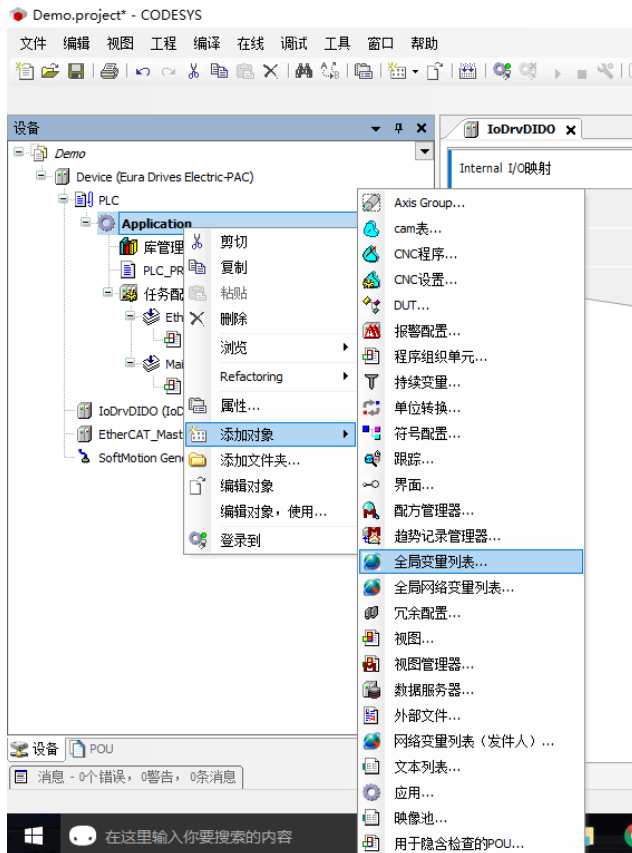 Demo.project* - CODESYS
文件 编辑 视图 工程 编译 在线 调试 工具 窗口 帮助
设备
IoDrvDIDO
Demo
Internal I/O映射
Device (Eura Drives Electric-PAC)
PLC
Application
库管理
PLC_PR
任务配
Eth
Mai
IoDrvDIDO (IoD
EtherCAT_Mast
SoftMotion Gen
剪切
复制
粘贴
删除
浏览
Refactoring
属性...
添加对象
添加文件夹...
编辑对象
编辑对象，使用...
登录到
Axis Group...
cam表...
CNC程序...
CNC设置...
DUT...
报警配置...
程序组织单元...
持续变量...
单位转换...
符号配置...
跟踪...
界面...
配方管理器...
趋势记录管理器...
全局变量列表...
全局网络变量列表...
冗余配置...
视图...
视图管理器...
数据服务器...
外部文件...
网络变量列表（发件人）...
文本列表...
应用...
映像池...
用于隐含检查的POU...
设备 POU
消息 - 0个错误，0警告，0条消息
在这里输入你要搜索的内容